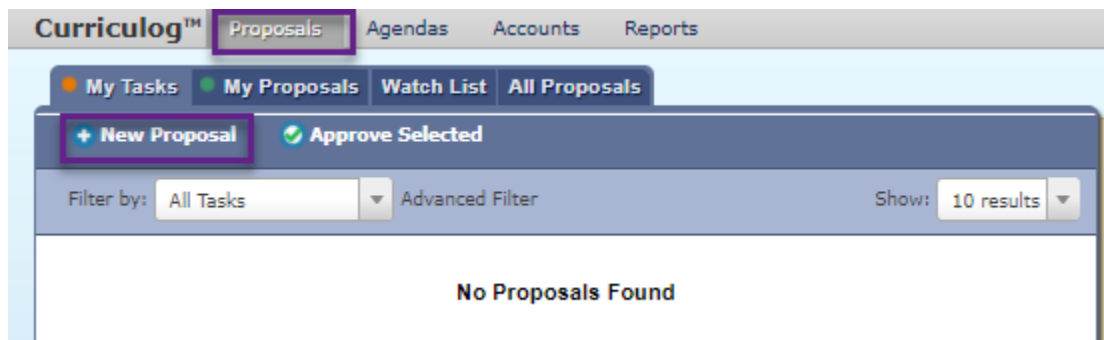 Curriculog™ Proposals Agendas Accounts Reports
My Tasks My Proposals Watch List All Proposals
New Proposal Approve Selected
Filter by: All Tasks Advanced Filter Show: 10 results
No Proposals Found